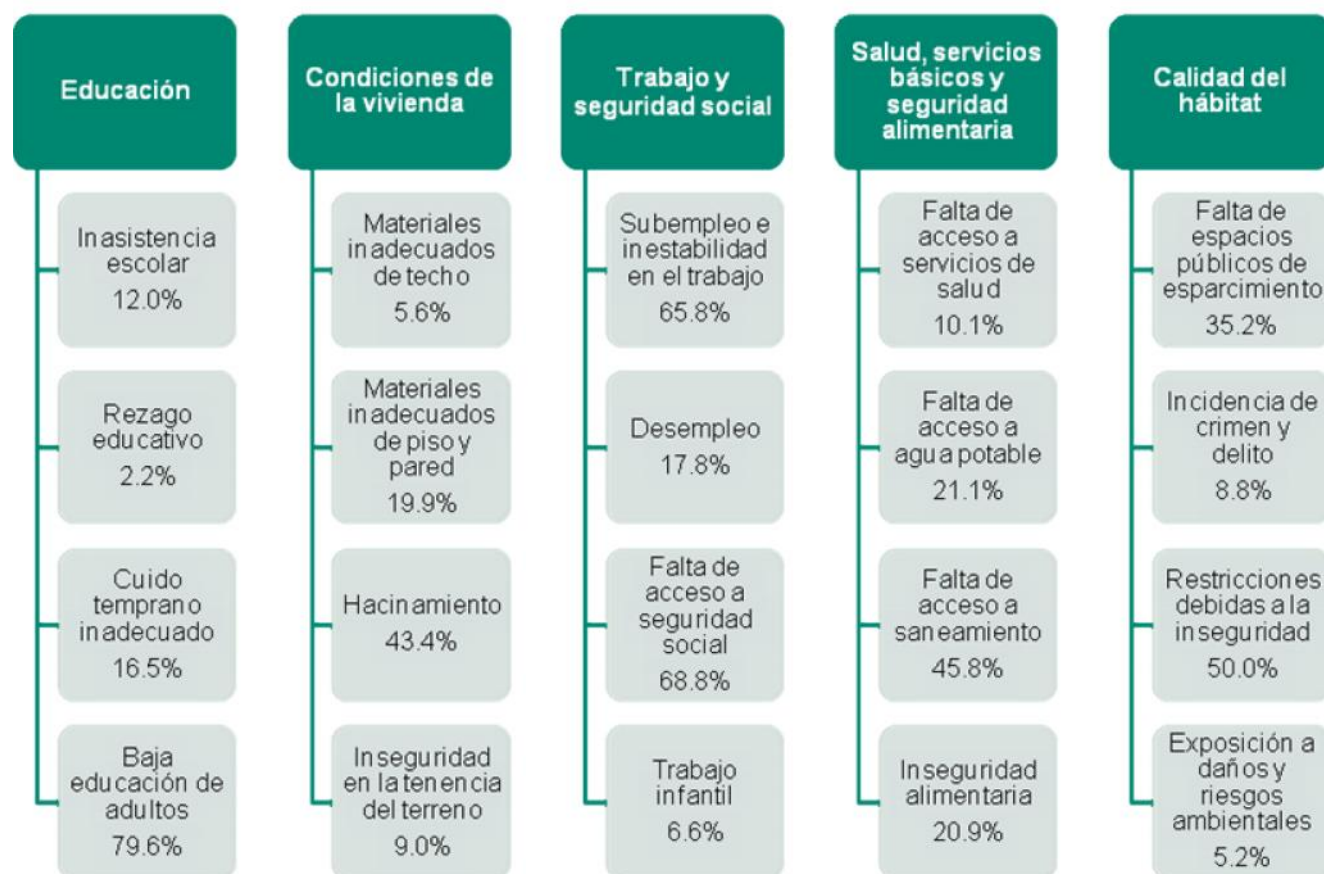 Educación
Inasistencia
escolar
12.0%
Rezago
educativo
2.2%
Cuido
temprano
inadecuado
16.5%
Baja
educación de
adultos
79.6%
Condiciones de
la vivienda
Materiales
inadecuados
de techo
5.6%
Materiales
inadecuados
de piso y
pared
19.9%
Hacinamiento
43.4%
Inseguridad
en la tenencia
del terreno
9.0%
Trabajo y
seguridad social
Subempleo e
inestabilidad
en el trabajo
65.8%
Desempleo
17.8%
Falta de
acceso a
seguridad
social
68.8%
Trabajo
infantil
6.6%
Salud, servicios
básicos y
seguridad
alimentaria
Falta de
acceso a
servicios de
salud
10.1%
Falta de
acceso a
agua potable
21.1%
Falta de
acceso a
saneamiento
45.8%
Inseguridad
alimentaria
20.9%
Calidad del
hábitat
Falta de
espacios
públicos de
esparcimiento
35.2%
Incidencia de
crimen y
delito
8.8%
Restricciones
debidas a la
inseguridad
50.0%
Exposición a
daños y
riesgos
ambientales
5.2%